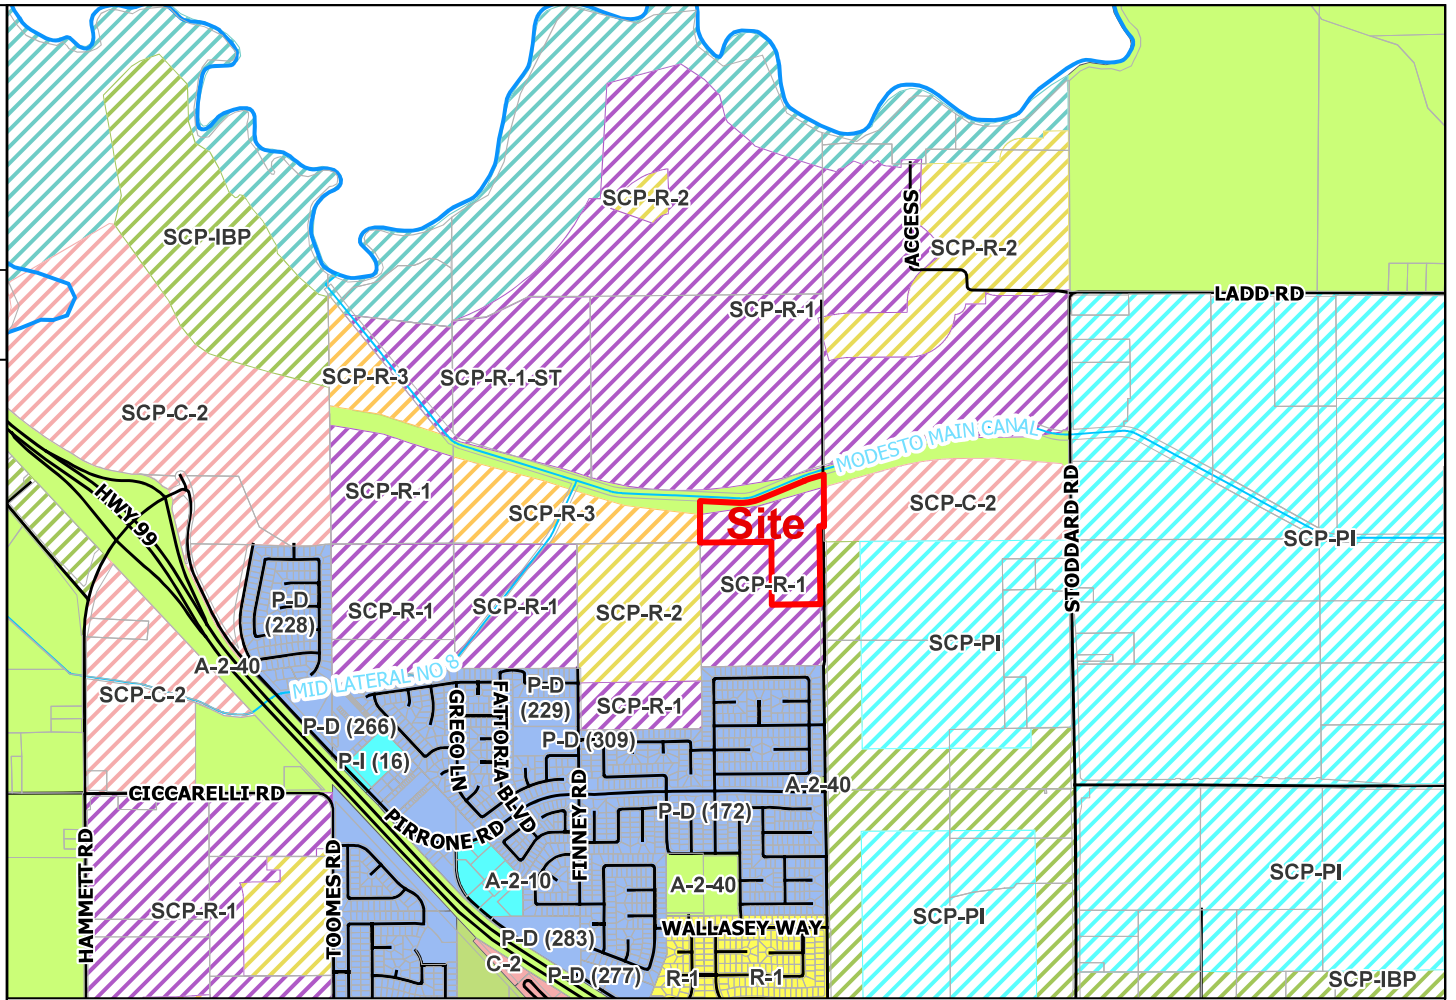 SCP-R-2
ACCESS
SCP-IBP
SCP-R-2
LADD RD
SCP-R-1
SCP-R-3
SCP-R-1-ST
SCP-C-2
MODESTO MAIN CANAL
SCP-R-1
SCP-C-2
HWY 99
SCP-R-3
Site
STODDARD RD
SCP-PI
SCP-R-1
P-D
(228)
SCP-R-1
SCP-R-1
SCP-R-2
SCP-PI
A-2-40
MID LATERAL NO 8
SCP-C-2
P-D
(229)
GRECO LN
FATTORIA BLVD
SCP-R-1
P-D (266)
P-D (309)
P-I (16)
FINNEY RD
A-2-40
CICCARELLI RD
P-D (172)
PIRRONE RD
HAMMETT RD
TOOMES RD
A-2-10
A-2-40
SCP-PI
SCP-R-1
SCP-PI
WALLASEY WAY
P-D (283)
C-2
P-D (277)
R-1
R-1
SCP-IBP